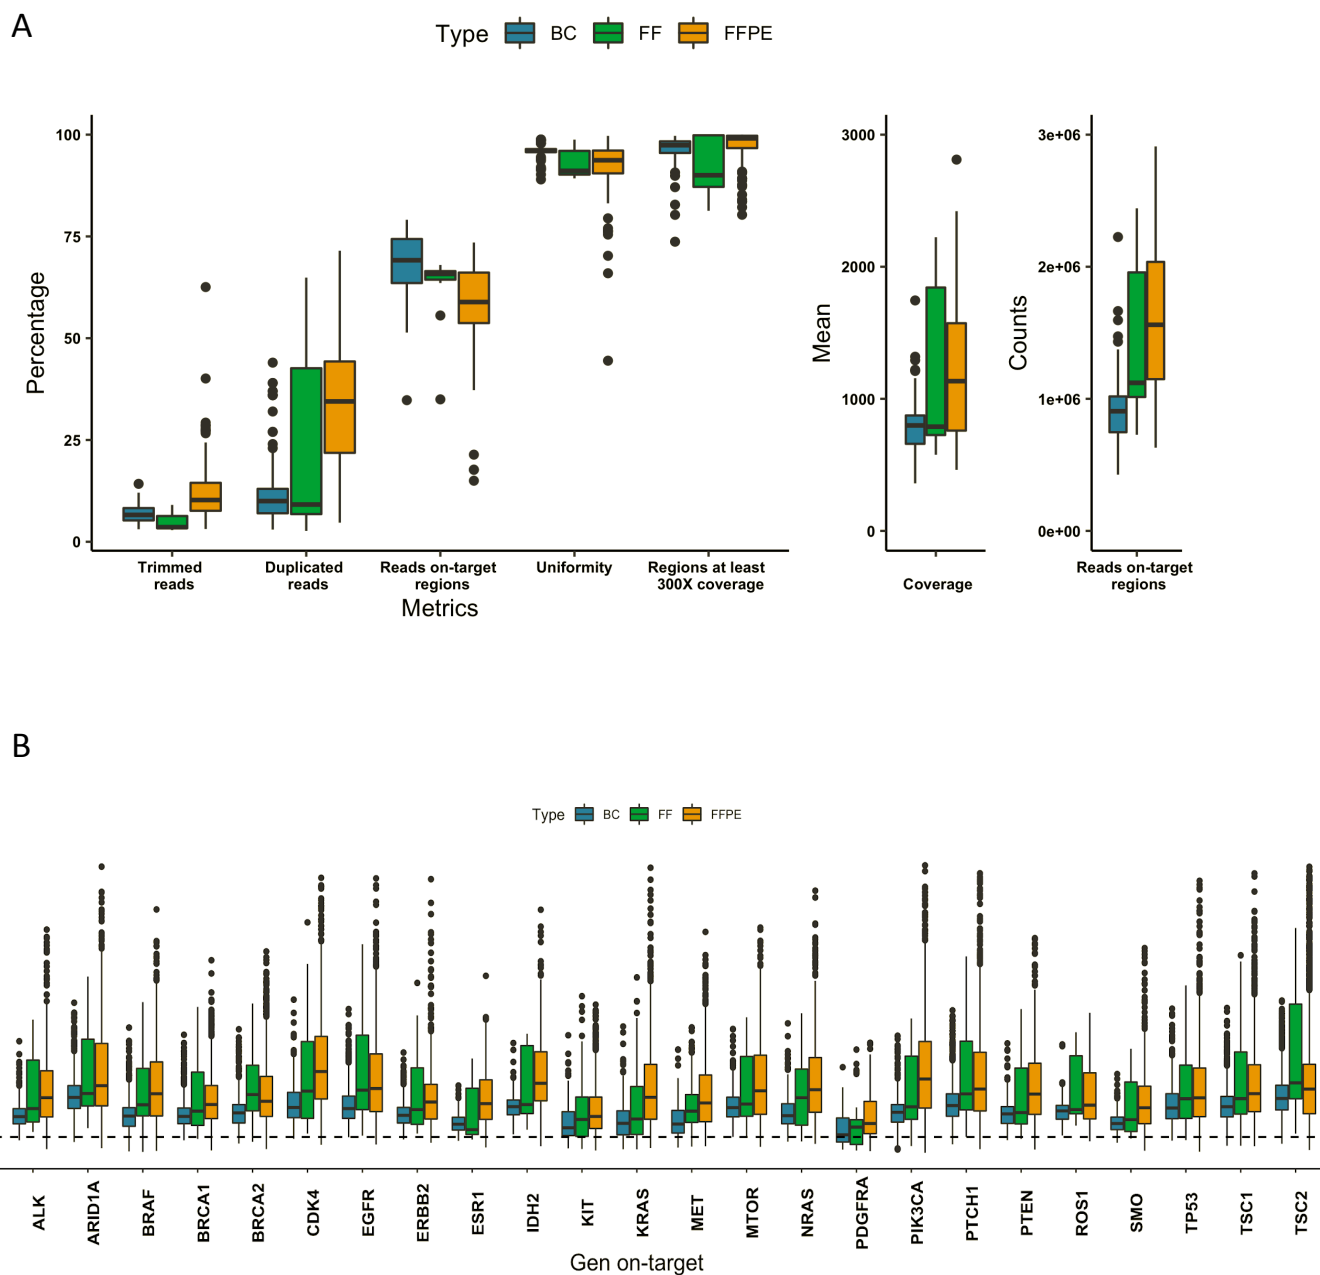 A
Type BC FF FFPE
100
75
50
25
0
Percentage
Trimmed reads
Duplicated reads
Reads on-target regions
Uniformity
Regions at least 300X coverage
Metrics
3000
2000
1000
0
Mean
Coverage
3e+06
2e+06
1e+06
0e+00
Counts
Reads on-target regions
B
Type BC FF FFPE
ALK
ARID1A
BRAF
BRCA1
BRCA2
CDK4
EGFR
ERBB2
ESR1
IDH2
KIT
KRAS
MET
MTOR
NRAS
PDGFRA
PIK3CA
PTCH1
PTEN
ROS1
SMO
TP53
TSC1
TSC2
Gen on-target